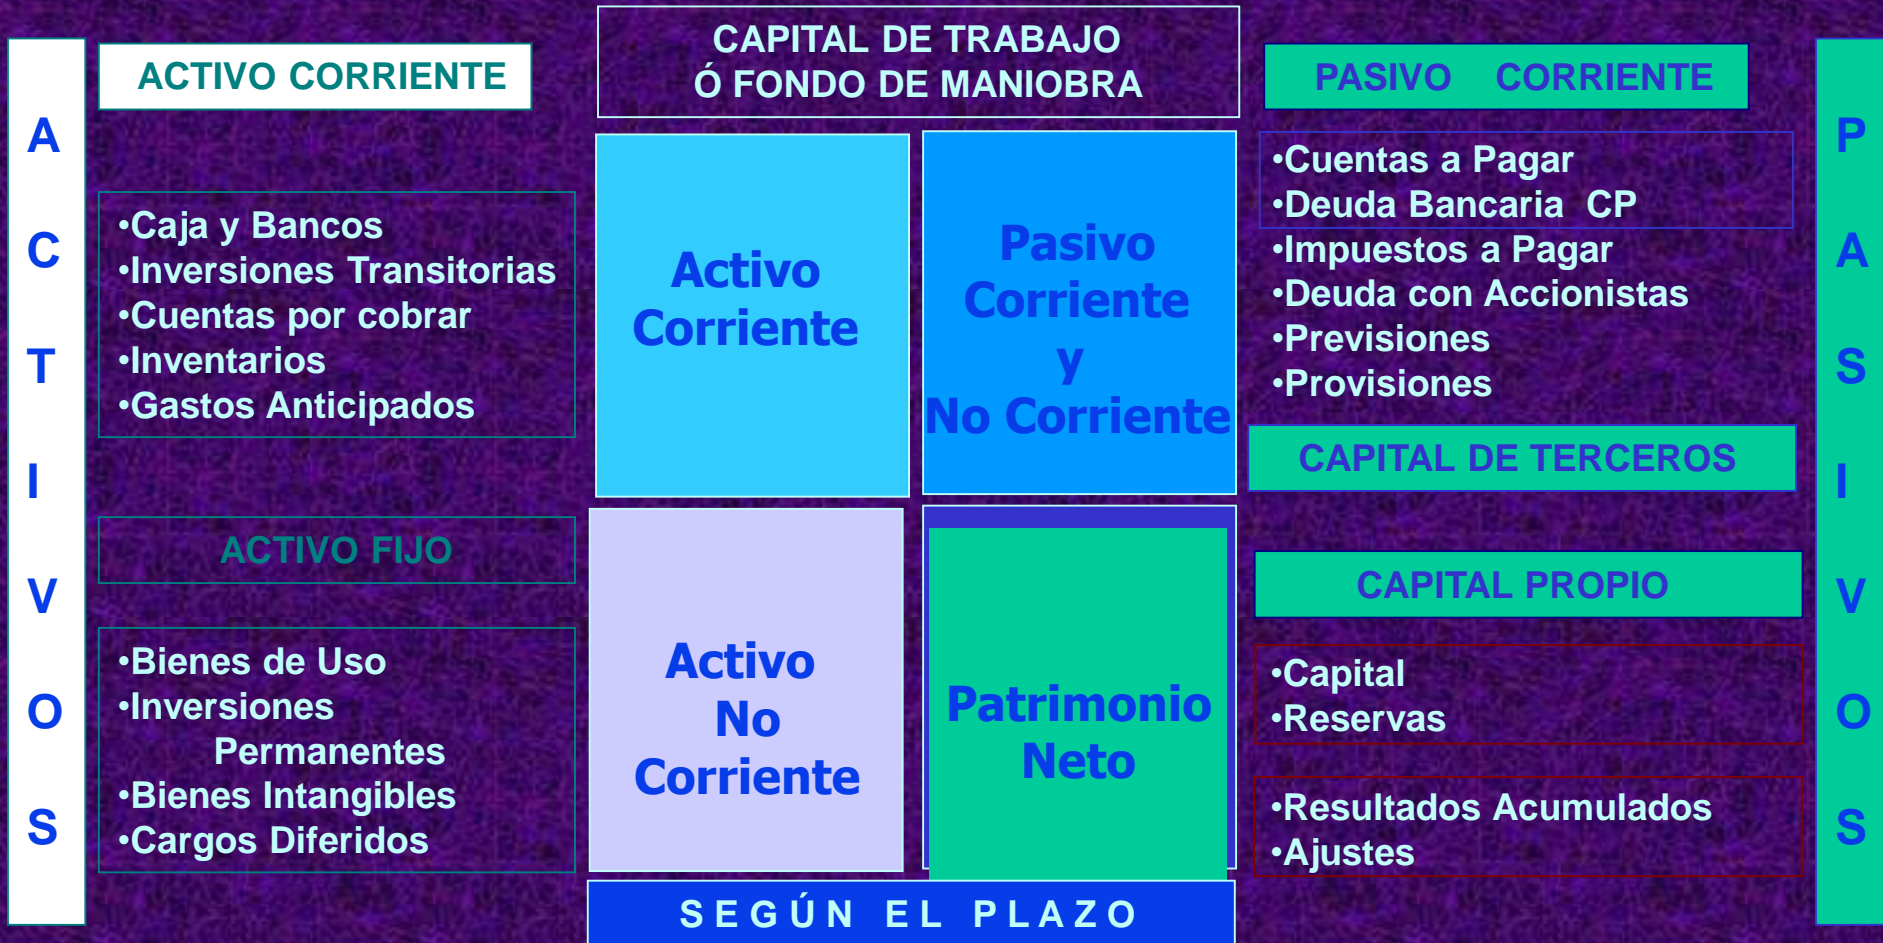 A
C
T
I
V
O
S
ACTIVO CORRIENTE
•Caja y Bancos
•Inversiones Transitorias
•Cuentas por cobrar
•Inventarios
•Gastos Anticipados
ACTIVO FIJO
•Bienes de Uso
•Inversiones
Permanentes
•Bienes Intangibles
•Cargos Diferidos
CAPITAL DE TRABAJO
Ó FONDO DE MANIOBRA
Activo
Corriente
Pasivo
Corriente
y
No Corriente
Activo
No
Corriente
Patrimonio
Neto
SEGÚN EL PLAZO
PASIVO CORRIENTE
•Cuentas a Pagar
•Deuda Bancaria CP
•Impuestos a Pagar
•Deuda con Accionistas
•Previsiones
•Provisiones
CAPITAL DE TERCEROS
CAPITAL PROPIO
•Capital
•Reservas
•Resultados Acumulados
•Ajustes
P
A
S
I
V
O
S